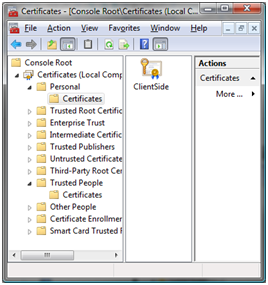 Certificates - [Console Root\Certificates (Local C...
File Action View Favorites Window Help
Console Root
Certificates (Local Comp
Personal
Certificates
Trusted Root Certific
Enterprise Trust
Intermediate Certific
Trusted Publishers
Untrusted Certificate
Third-Party Root Cer
Trusted People
Certificates
Other People
Certificate Enrollmen
Smart Card Trusted R
ClientSide
Actions
Certificates
More ...